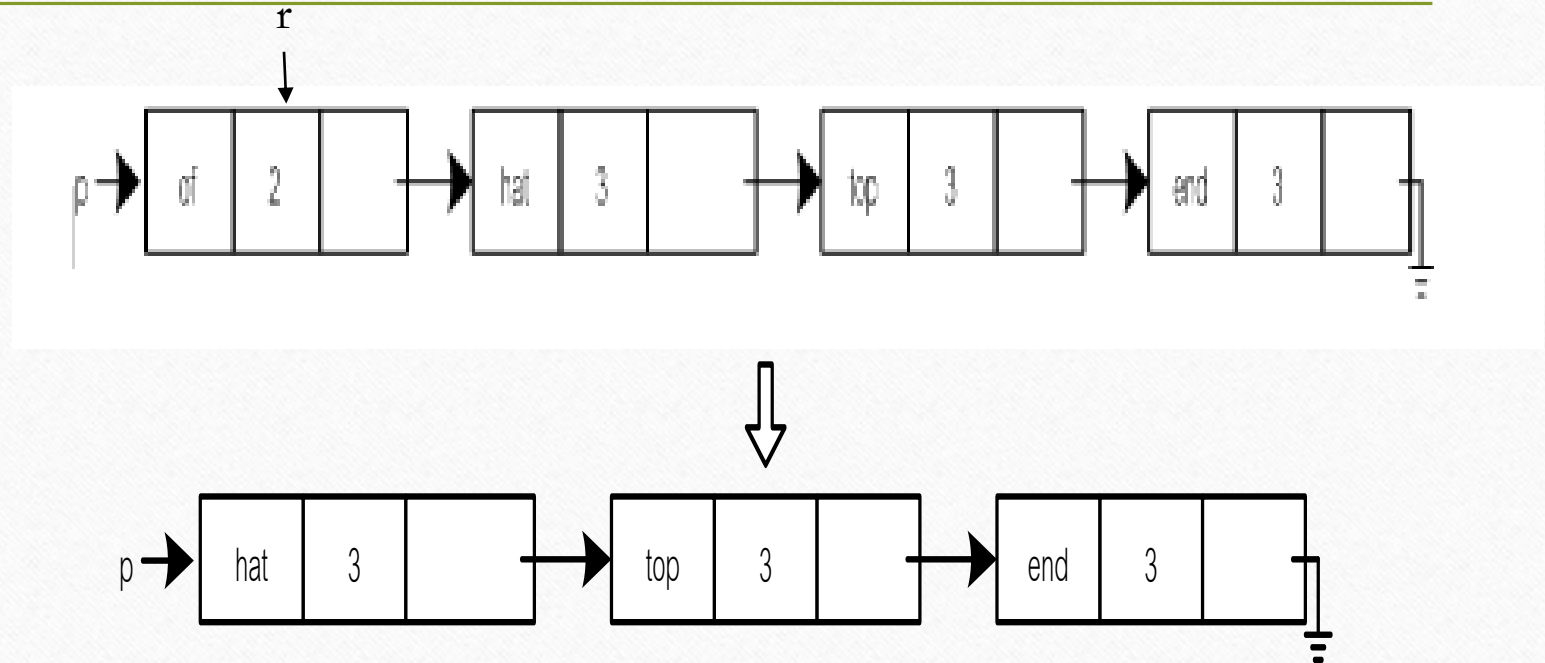 r
p of 2 hat 3 top 3 end 3
p hat 3 top 3 end 3